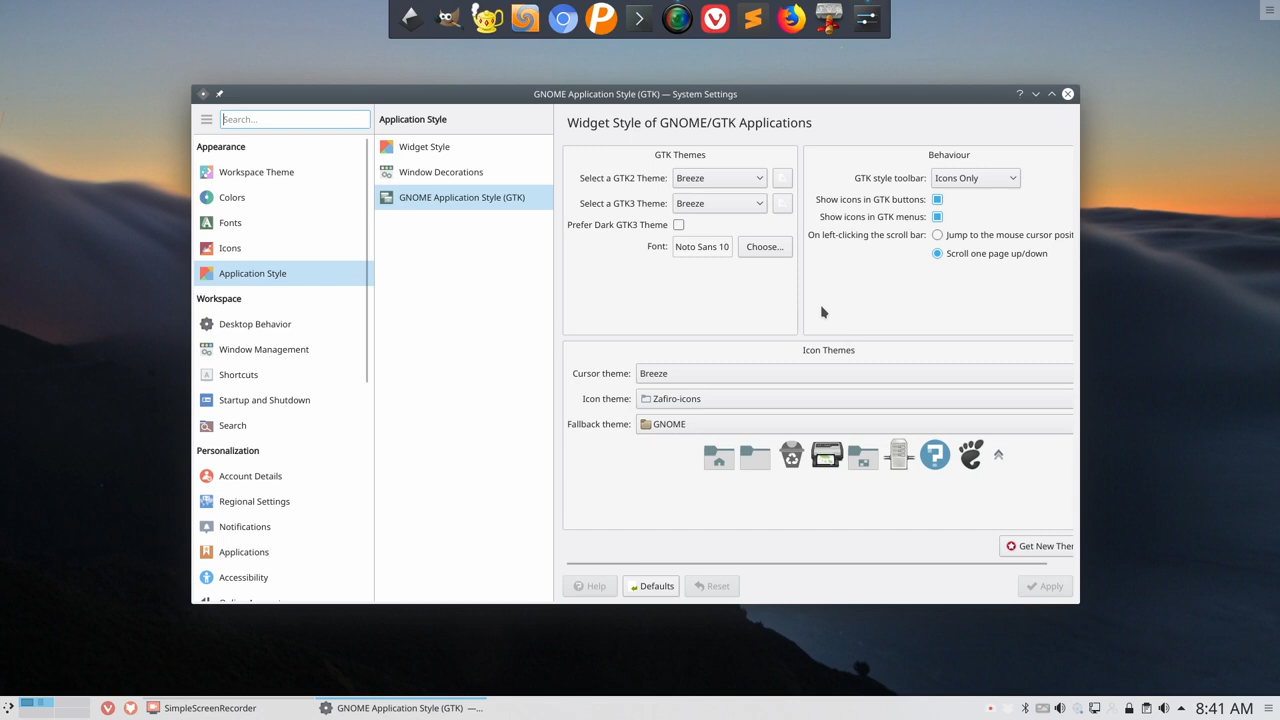 GNOME Application Style (GTK) — System Settings
Search...
Appearance
Workspace Theme
Colors
Fonts
Icons
Application Style
Workspace
Desktop Behavior
Window Management
Shortcuts
Startup and Shutdown
Search
Personalization
Account Details
Regional Settings
Notifications
Applications
Accessibility
Application Style
Widget Style
Window Decorations
GNOME Application Style (GTK)
Widget Style of GNOME/GTK Applications
GTK Themes
Select a GTK2 Theme: Breeze
Select a GTK3 Theme: Breeze
Prefer Dark GTK3 Theme
Font: Noto Sans 10 Choose...
Behaviour
GTK style toolbar: Icons Only
Show icons in GTK buttons:
Show icons in GTK menus:
On left-clicking the scroll bar: Jump to the mouse cursor posit
Scroll one page up/down
Icon Themes
Cursor theme: Breeze
Icon theme: Zafiro-icons
Fallback theme: GNOME
Get New Ther
Help Defaults Reset Apply
SimpleScreenRecorder
GNOME Application Style (GTK) —...
8:41 AM